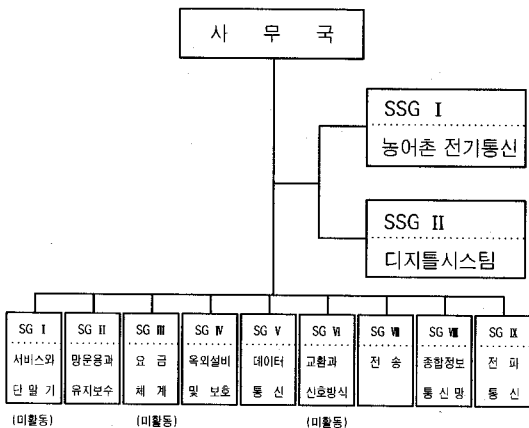 사 무 국
SSG I
농어촌 전기통신
SSG II
디지틀시스팀
SG I
서비스와
단 말 기
(미활동)
SG II
망운용과
유지보수
SG III
요 금
체 계
(미활동)
SG IV
옥외설비
및 보호
SG V
데이터
통 신
SG VI
교환과
신호방식
(미활동)
SG VII
전 송
SG VIII
종합정보
통 신 망
SG IX
전 파
통 신